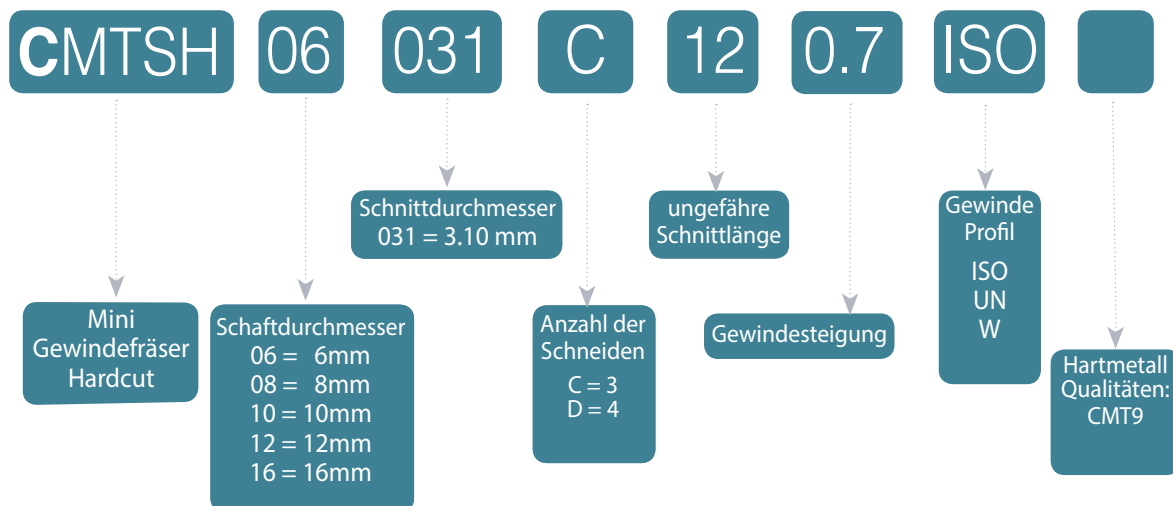 CMTSH 06 031 C 12 0.7 ISO
Schnittdurchmesser
031 = 3.10 mm
ungefähre
Schnittlänge
Gewinde
Profil
ISO
UN
W
Mini
Gewindefräser
Hardcut
Schaftdurchmesser
06 = 6mm
08 = 8mm
10 = 10mm
12 = 12mm
16 = 16mm
Anzahl der
Schneiden
C = 3
D = 4
Gewindesteigung
Hartmetall
Qualitäten:
CMT9